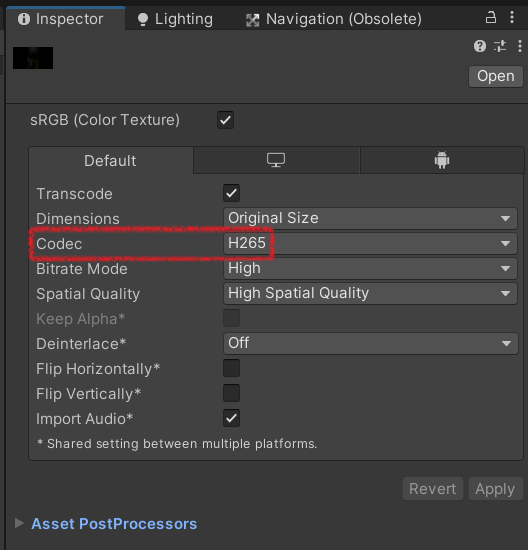 Inspector Lighting Navigation (Obsolete)
Open
sRGB (Color Texture)
Default
Transcode
Dimensions Original Size
Codec H265
Bitrate Mode High
Spatial Quality High Spatial Quality
Keep Alpha*
Deinterlace* Off
Flip Horizontally*
Flip Vertically*
Import Audio*
* Shared setting between multiple platforms.
Revert Apply
Asset PostProcessors